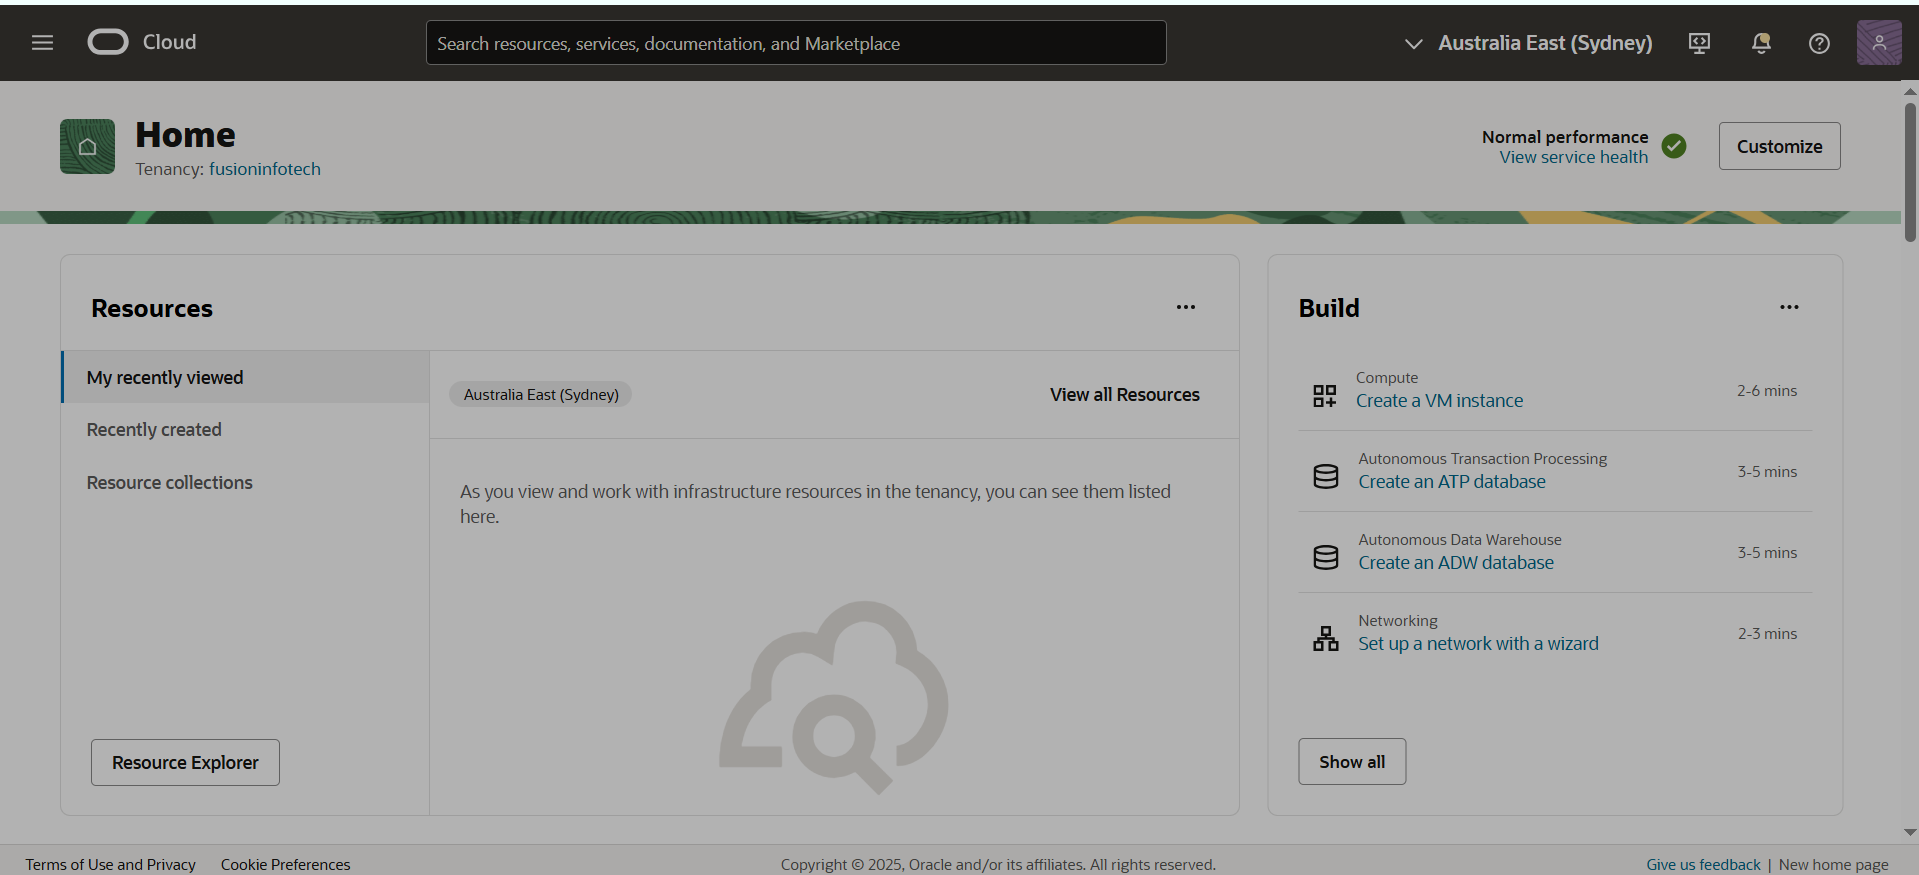 Cloud
Search resources, services, documentation, and Marketplace
Australia East (Sydney)
Home
Tenancy: fusioninfotech
Normal performance
View service health
Customize
Resources
My recently viewed
Recently created
Resource collections
Resource Explorer
Australia East (Sydney)
View all Resources
As you view and work with infrastructure resources in the tenancy, you can see them listed
here.
Build
Compute
Create a VM instance
2-6 mins
Autonomous Transaction Processing
Create an ATP database
3-5 mins
Autonomous Data Warehouse
Create an ADW database
3-5 mins
Networking
Set up a network with a wizard
2-3 mins
Show all
Terms of Use and Privacy Cookie Preferences
Copyright © 2025, Oracle and/or its affiliates. All rights reserved.
Give us feedback | New home page